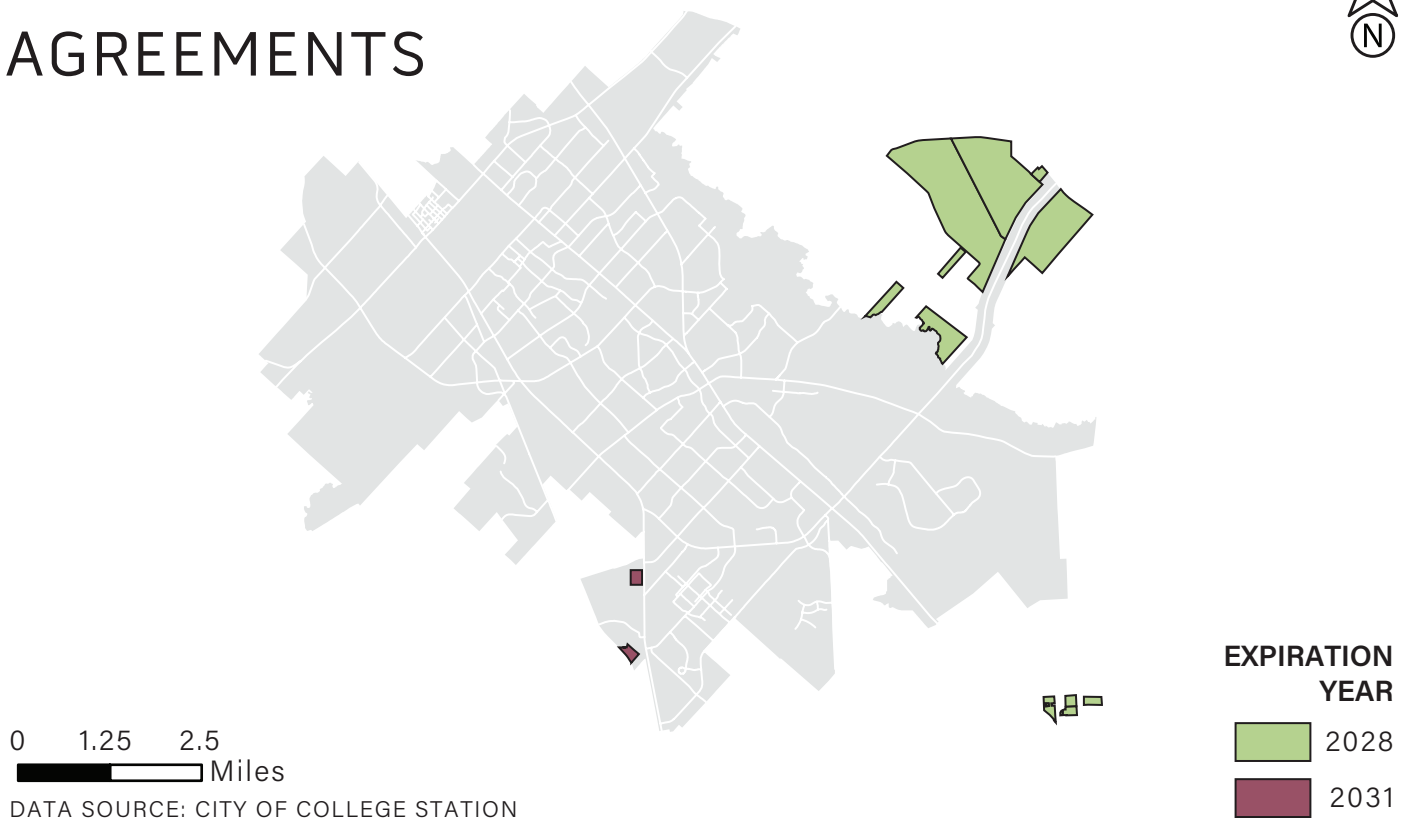 AGREEMENTS
N
EXPIRATION
YEAR
2028
2031
0 1.25 2.5
Miles
DATA SOURCE: CITY OF COLLEGE STATION